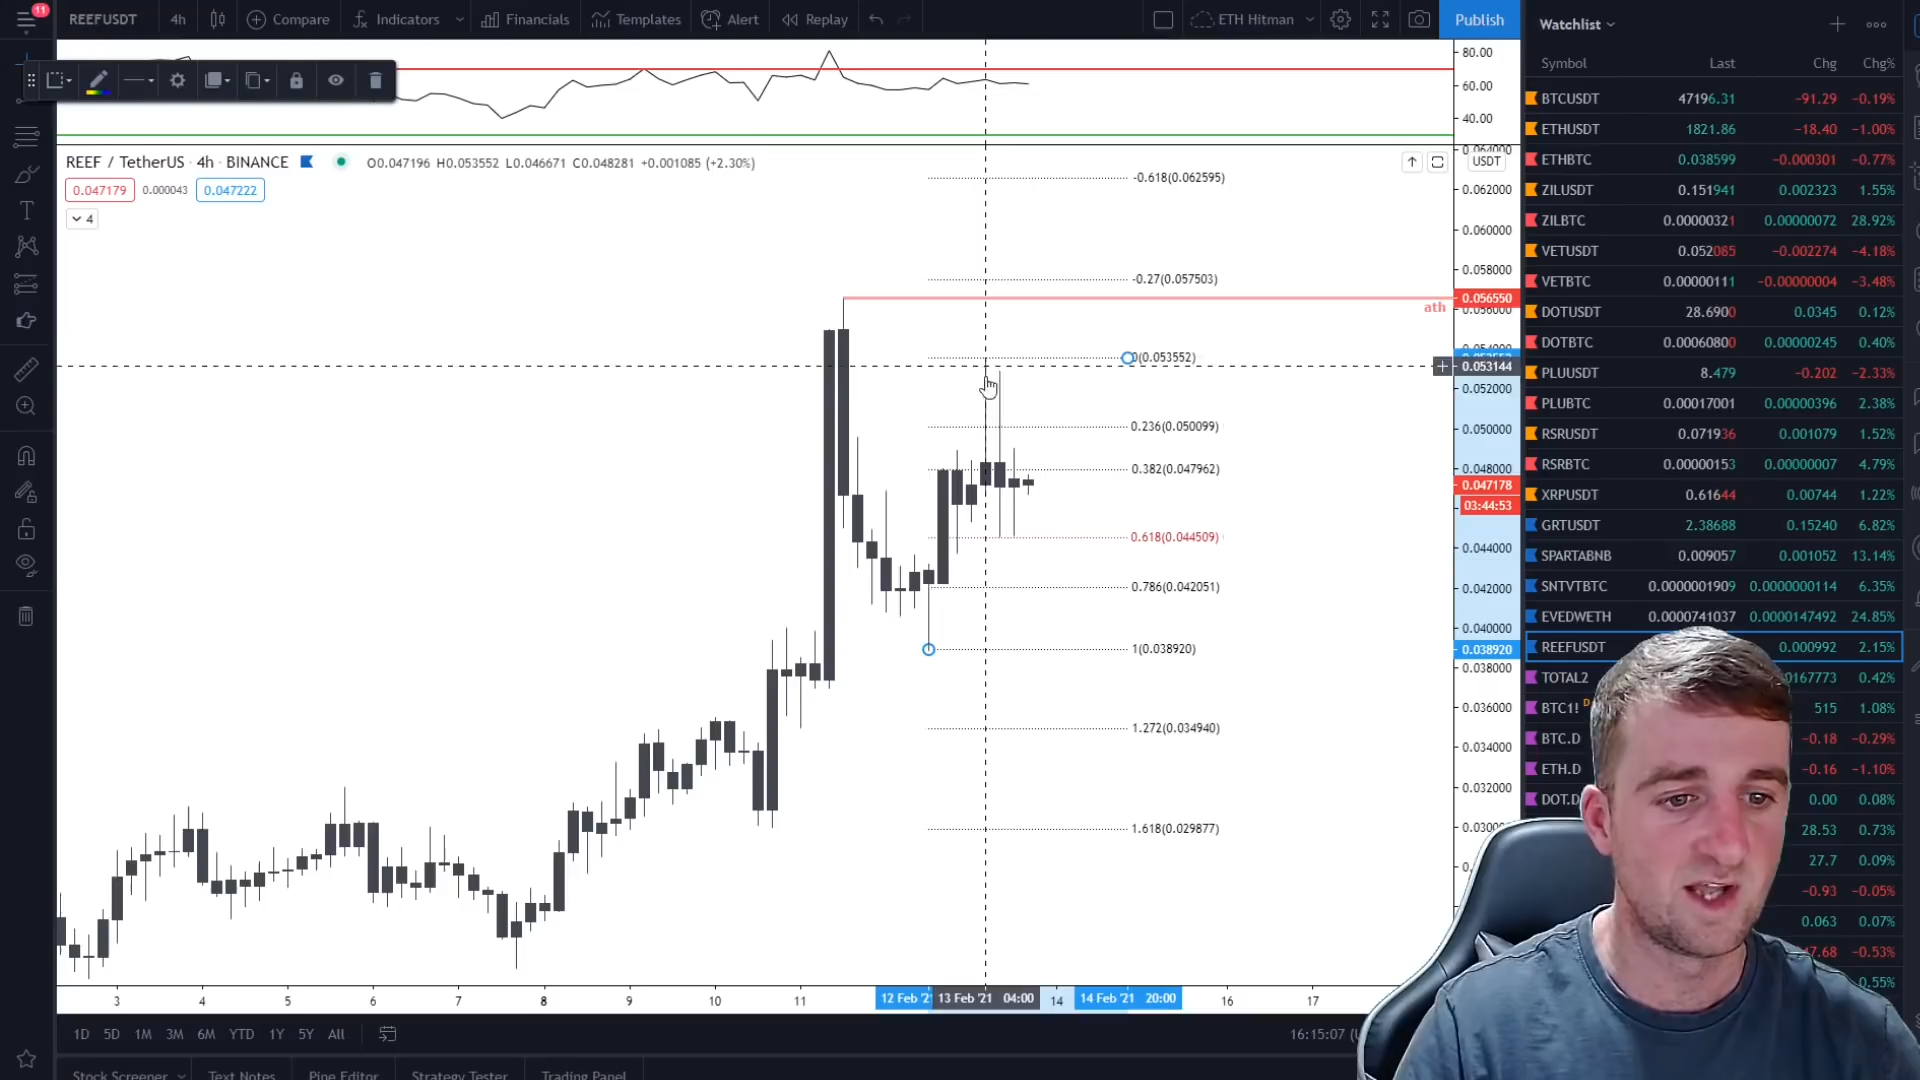 11
REEFUSDT 4h Compare Indicators Financials Templates Alert Replay ETH Hitman Publish
80.00
60.00
40.00
REEF / TetherUS · 4h · BINANCE O0.047196 H0.053552 L0.046671 C0.048281 +0.001085 (+2.30%)
USDT
0.047179 0.000043 0.047222
4
-0.618(0.062595)
-0.27(0.057503)
ath
0(0.053552)
0.236(0.050099)
0.382(0.047962)
0.618(0.044509)
0.786(0.042051)
1(0.038920)
1.272(0.034940)
1.618(0.029877)
0.064000
0.062000
0.060000
0.058000
0.056550
0.056000
0.053144
0.052000
0.050000
0.048000
0.047178
03:44:53
0.044000
0.042000
0.040000
0.038920
0.038000
0.036000
0.034000
0.032000
3 4 5 6 7 8 9 10 11 12 Feb '21 13 Feb '21 04:00 14 14 Feb '21 20:00 16 17
1D 5D 1M 3M 6M YTD 1Y 5Y All 16:15:07
Stock Screener Text Notes Pine Editor Strategy Tester Trading Panel
Watchlist
Symbol Last Chg Chg%
BTCUSDT 47196.31 −91.29 −0.19%
ETHUSDT 1821.86 −18.40 −1.00%
ETHBTC 0.038599 −0.000301 −0.77%
ZILUSDT 0.151941 0.002323 1.55%
ZILBTC 0.00000321 0.00000072 28.92%
VETUSDT 0.052085 −0.002274 −4.18%
VETBTC 0.00000111 −0.00000004 −3.48%
DOTUSDT 28.6900 0.0345 0.12%
DOTBTC 0.00060800 0.00000245 0.40%
PLUUSDT 8.479 −0.202 −2.33%
PLUBTC 0.00017001 0.00000396 2.38%
RSRUSDT 0.071936 0.001079 1.52%
RSRBTC 0.00000153 0.00000007 4.79%
XRPUSDT 0.61644 0.00744 1.22%
GRTUSDT 2.38688 0.15240 6.82%
SPARTABNB 0.009057 0.001052 13.14%
SNTVTBTC 0.0000001909 0.0000000114 6.35%
EVEDWETH 0.0000741037 0.0000147492 24.85%
REEFUSDT 0.000992 2.15%
TOTAL2 0.42%
BTC1! D 515 1.08%
BTC.D −0.18 −0.29%
ETH.D −0.16 −1.10%
DOT.D 0.00 0.08%
28.53 0.73%
27.7 0.09%
−0.93 −0.05%
0.063 0.07%
−0.53%
0.55%